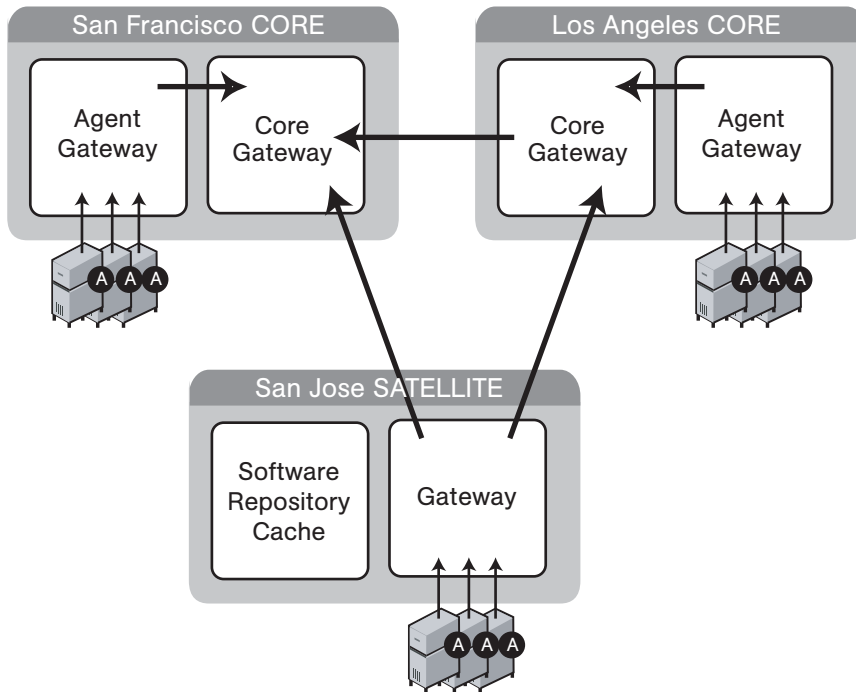 San Francisco CORE
Agent
Gateway
Core
Gateway
A A A
Los Angeles CORE
Core
Gateway
Agent
Gateway
A A A
San Jose SATELLITE
Software
Repository
Cache
Gateway
A A A